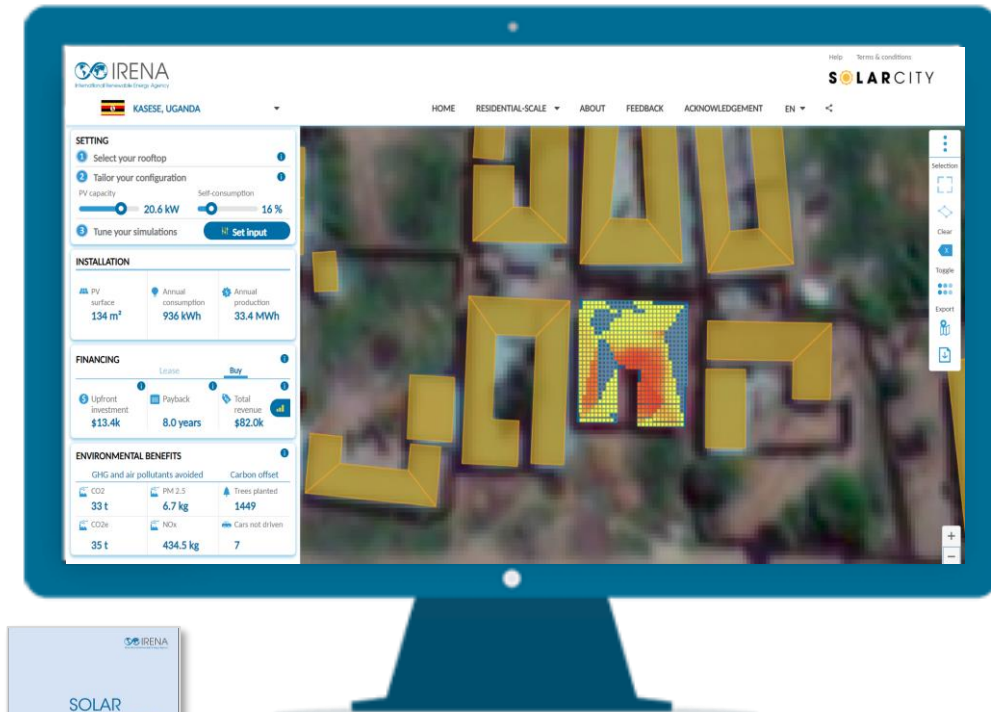 IRENA
International Renewable Energy Agency
Help Terms & conditions
SOLARCITY
KASESE, UGANDA
HOME RESIDENTIAL-SCALE ABOUT FEEDBACK ACKNOWLEDGEMENT EN
SETTING
1 Select your rooftop
2 Tailor your configuration
PV capacity Self-consumption
20.6 kW 16 %
3 Tune your simulations Set input
INSTALLATION
PV surface
134 m²
Annual consumption
936 kWh
Annual production
33.4 MWh
FINANCING
Lease Buy
Upfront investment
$13.4k
Payback
8.0 years
Total revenue
$82.0k
ENVIRONMENTAL BENEFITS
GHG and air pollutants avoided Carbon offset
CO2
33 t
PM 2.5
6.7 kg
Trees planted
1449
CO2e
35 t
NOx
434.5 kg
Cars not driven
7
Selection
Clear
Toggle
Export
+
−
IRENA
SOLAR